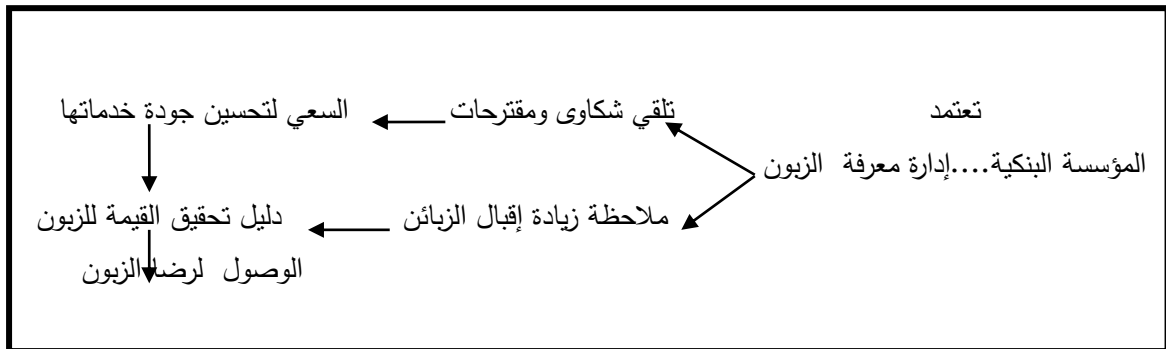 تعتمد
تلقي شكاوى ومقترحات
السعي لتحسين جودة خدماتها
المؤسسة البنكية....إدارة معرفة الزبون
ملاحظة زيادة إقبال الزبائن
دليل تحقيق القيمة للزبون
الوصول لرضا الزبون